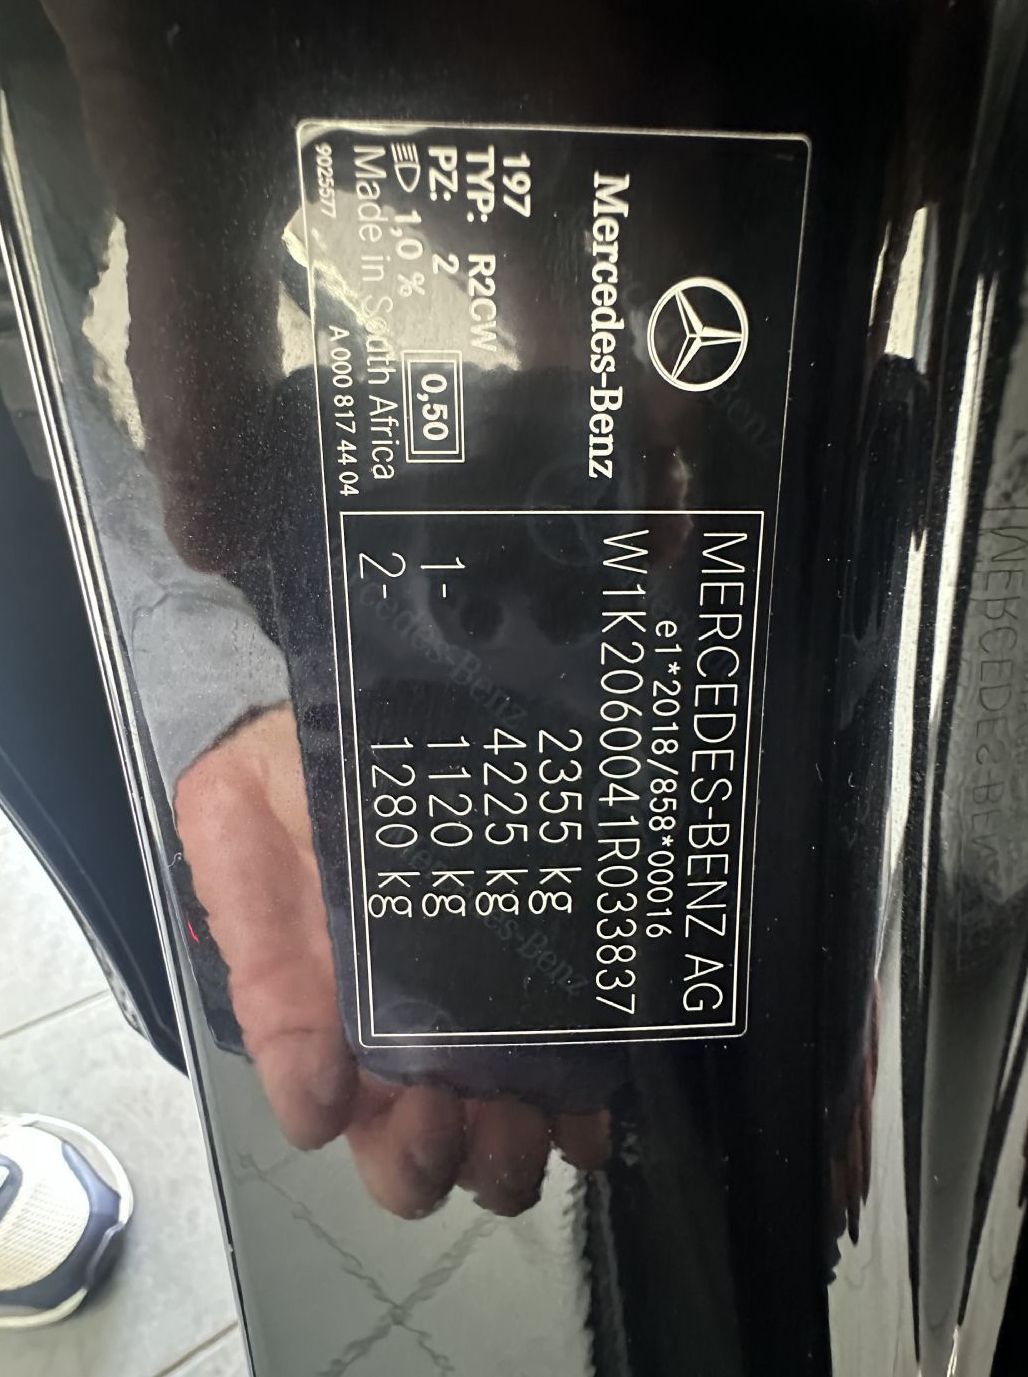 Mercedes-Benz
197
TYP: R2CW
PZ: 2
1,0 %
0,50
Made in South Africa
9025577
A 000 817 44 04
MERCEDES-BENZ AG
e1*2018/858*00016
W1K2060041R033837
2355 kg
4225 kg
1- 1120 kg
2- 1280 kg